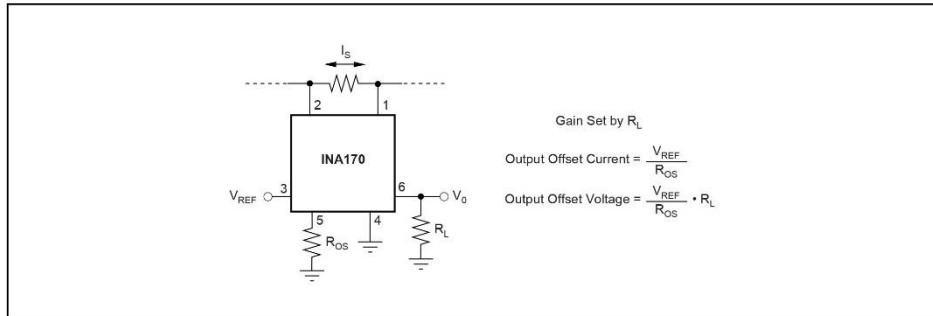 I_S
2
1
INA170
V_REF
3
6
V_0
5
4
R_OS
R_L
Gain Set by R_L
Output Offset Current = V_REF / R_OS
Output Offset Voltage = V_REF / R_OS • R_L